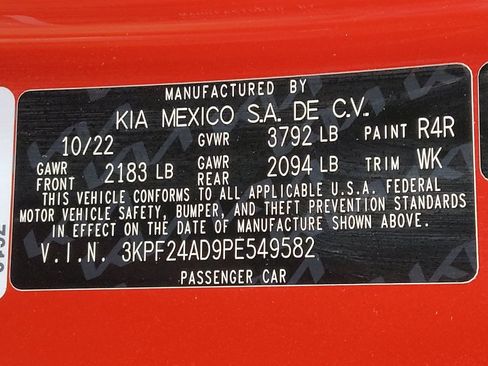 MANUFACTURED BY
KIA MEXICO S.A. DE C.V.
10/22 GVWR 3792 LB PAINT R4R
GAWR FRONT 2183 LB GAWR REAR 2094 LB TRIM WK
THIS VEHICLE CONFORMS TO ALL APPLICABLE U.S.A. FEDERAL
MOTOR VEHICLE SAFETY, BUMPER, AND THEFT PREVENTION STANDARDS
IN EFFECT ON THE DATE OF MANUFACTURE SHOWN ABOVE.
V.I.N. 3KPF24AD9PE549582
PASSENGER CAR